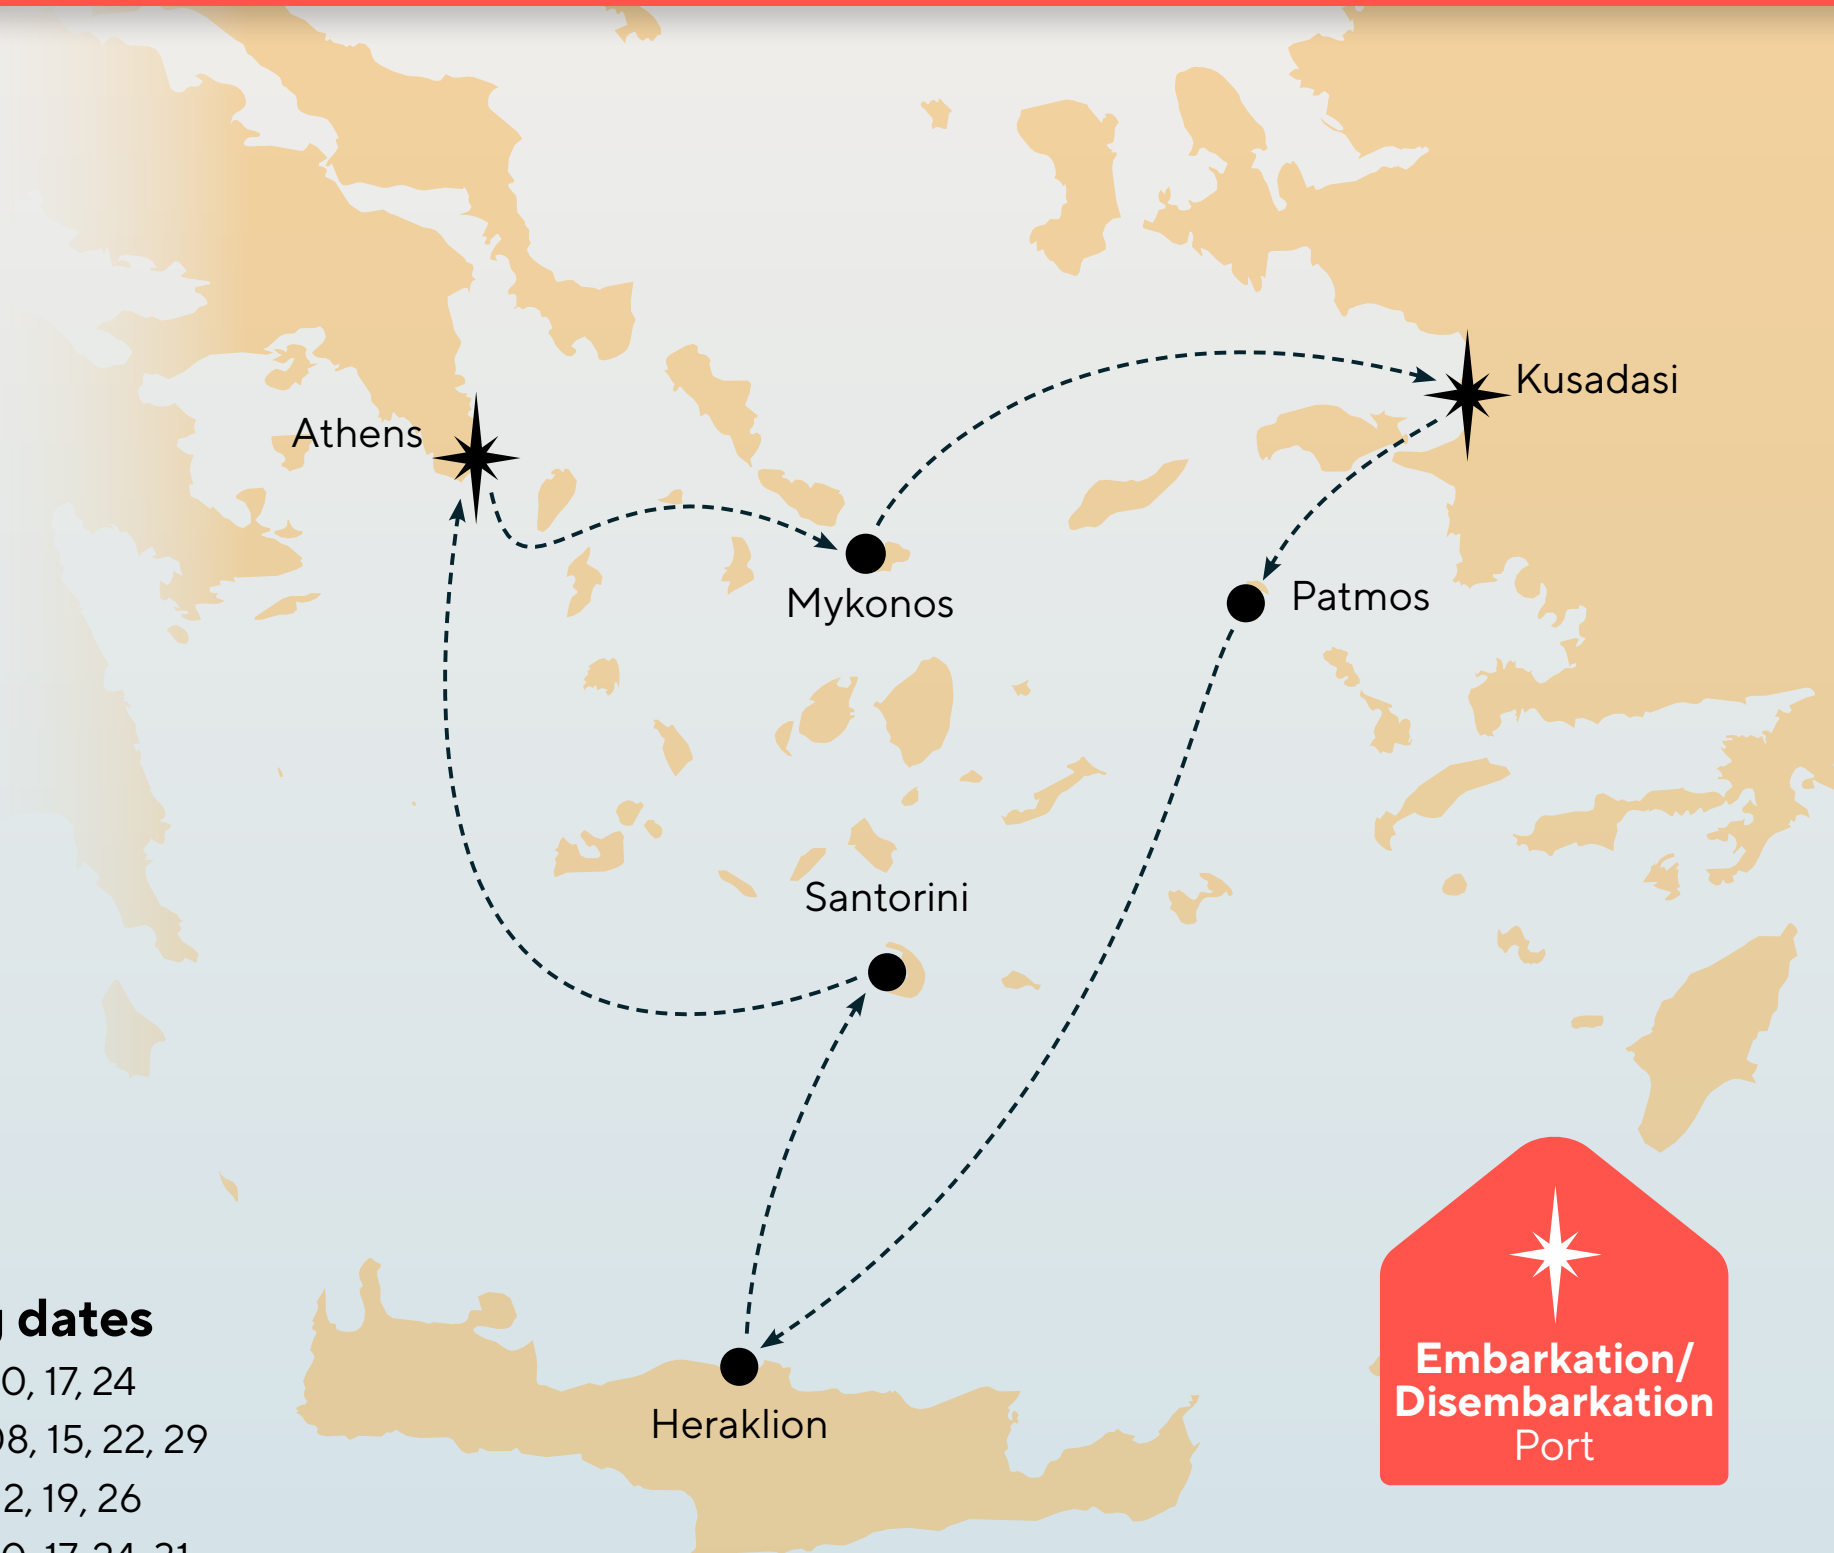 Kusadasi
Athens
Mykonos
Patmos
Santorini
dates
0, 17, 24
08, 15, 22, 29
2, 19, 26
Heraklion
Embarkation/
Disembarkation
Port